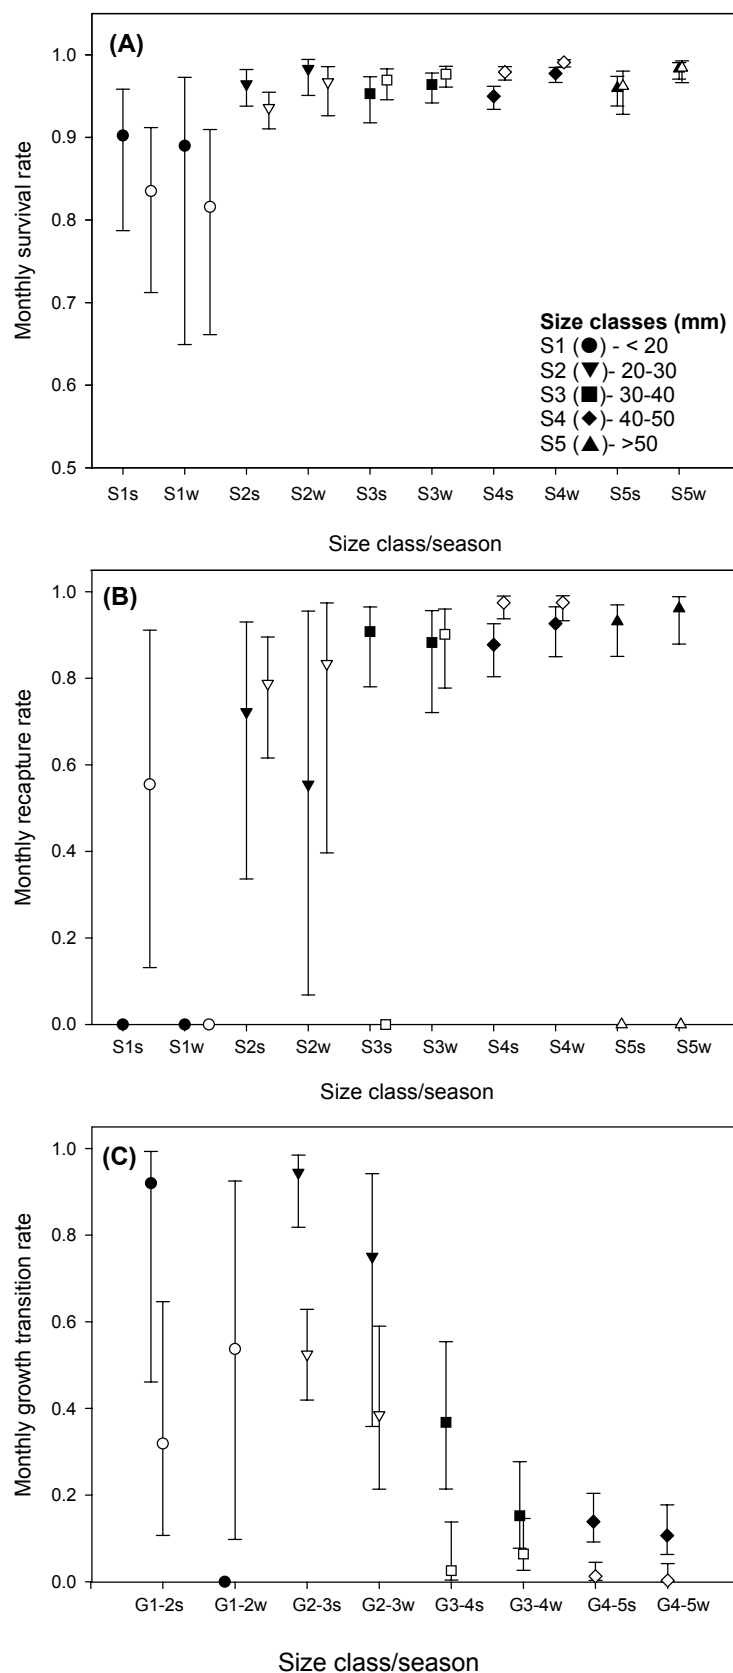 (A)
Monthly survival rate
1.0
0.9
0.8
0.7
0.6
0.5
Size classes (mm)
S1 (●) - < 20
S2 (▼)- 20-30
S3 (■)- 30-40
S4 (◆)- 40-50
S5 (▲)- >50
S1s S1w S2s S2w S3s S3w S4s S4w S5s S5w
Size class/season
(B)
Monthly recapture rate
1.0
0.8
0.6
0.4
0.2
0.0
S1s S1w S2s S2w S3s S3w S4s S4w S5s S5w
Size class/season
(C)
Monthly growth transition rate
1.0
0.8
0.6
0.4
0.2
0.0
G1-2s G1-2w G2-3s G2-3w G3-4s G3-4w G4-5s G4-5w
Size class/season